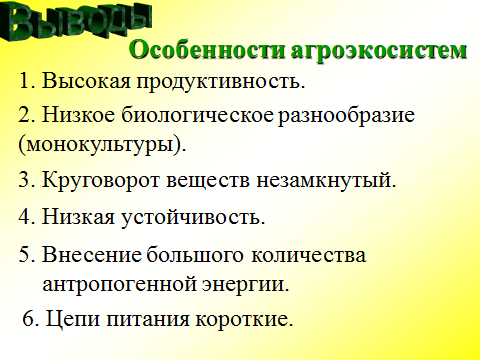 Выводы
Особенности агроэкосистем
1. Высокая продуктивность.
2. Низкое биологическое разнообразие
(монокультуры).
3. Круговорот веществ незамкнутый.
4. Низкая устойчивость.
5. Внесение большого количества
антропогенной энергии.
6. Цепи питания короткие.